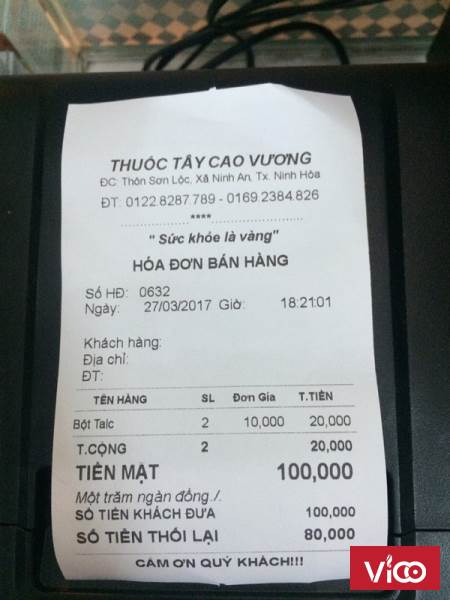 THUỐC TÂY CAO VƯƠNG
ĐC: Thôn Sơn Lộc, Xã Ninh An, Tx. Ninh Hòa
ĐT: 0122.8287.789 - 0169.2384.826
......................****........................
" Sức khỏe là vàng"
HÓA ĐƠN BÁN HÀNG
Số HĐ: 0632
Ngày: 27/03/2017 Giờ: 18:21:01
Khách hàng:
Địa chỉ:
ĐT:
TÊN HÀNG SL Đơn Gía T.TIỀN
Bột Talc 2 10,000 20,000
T.CỘNG 2 20,000
TIỀN MẶT 100,000
Một trăm ngàn đồng./.
SỐ TIỀN KHÁCH ĐƯA 100,000
SỐ TIỀN THỐI LẠI 80,000
CÁM ƠN QUÝ KHÁCH!!!
VIOO